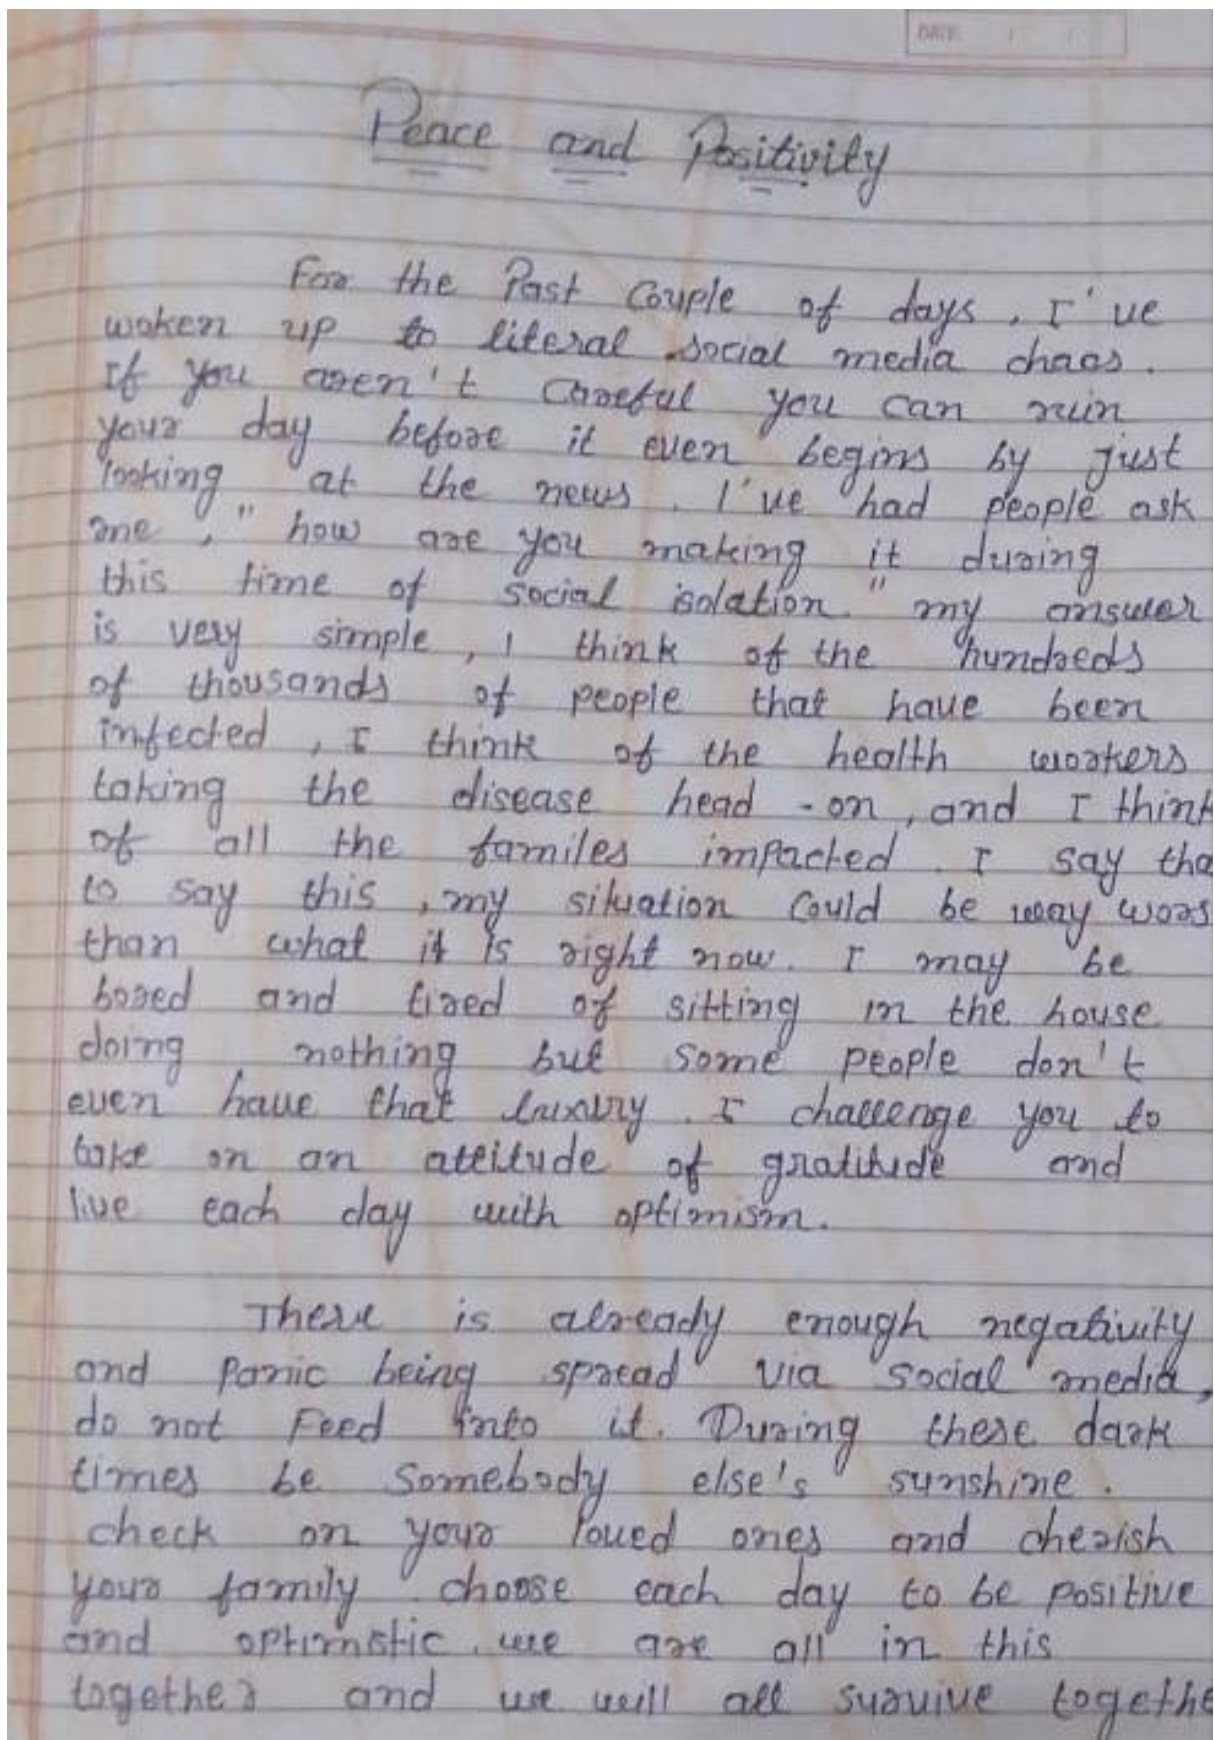 DATE: / /
Peace and Positivity
For the Past Couple of days, I've
woken up to literal social media chaos.
If you aren't Careful you can ruin
your day before it even begins by just
looking at the news. I've had people ask
me, "how are you making it during
this time of social isolation." my answer
is very simple, I think of the hundreds
of thousands of people that have been
infected, I think of the health workers
taking the disease head-on, and I think
of all the familes impacted. I say tha
to say this, my situation Could be way wors
than what it is right now. I may be
bored and tired of sitting in the house
doing nothing but some people don't
even have that luxury. I challenge you to
take on an attitude of gratitude and
live each day with optimism.
There is already enough negativity
and panic being spread via social media,
do not Feed into it. During these dark
times be Somebody else's sunshine.
check on your loved ones and cherish
your family. choose each day to be positive
and optimstic. we are all in this
together and we will all survive togethe